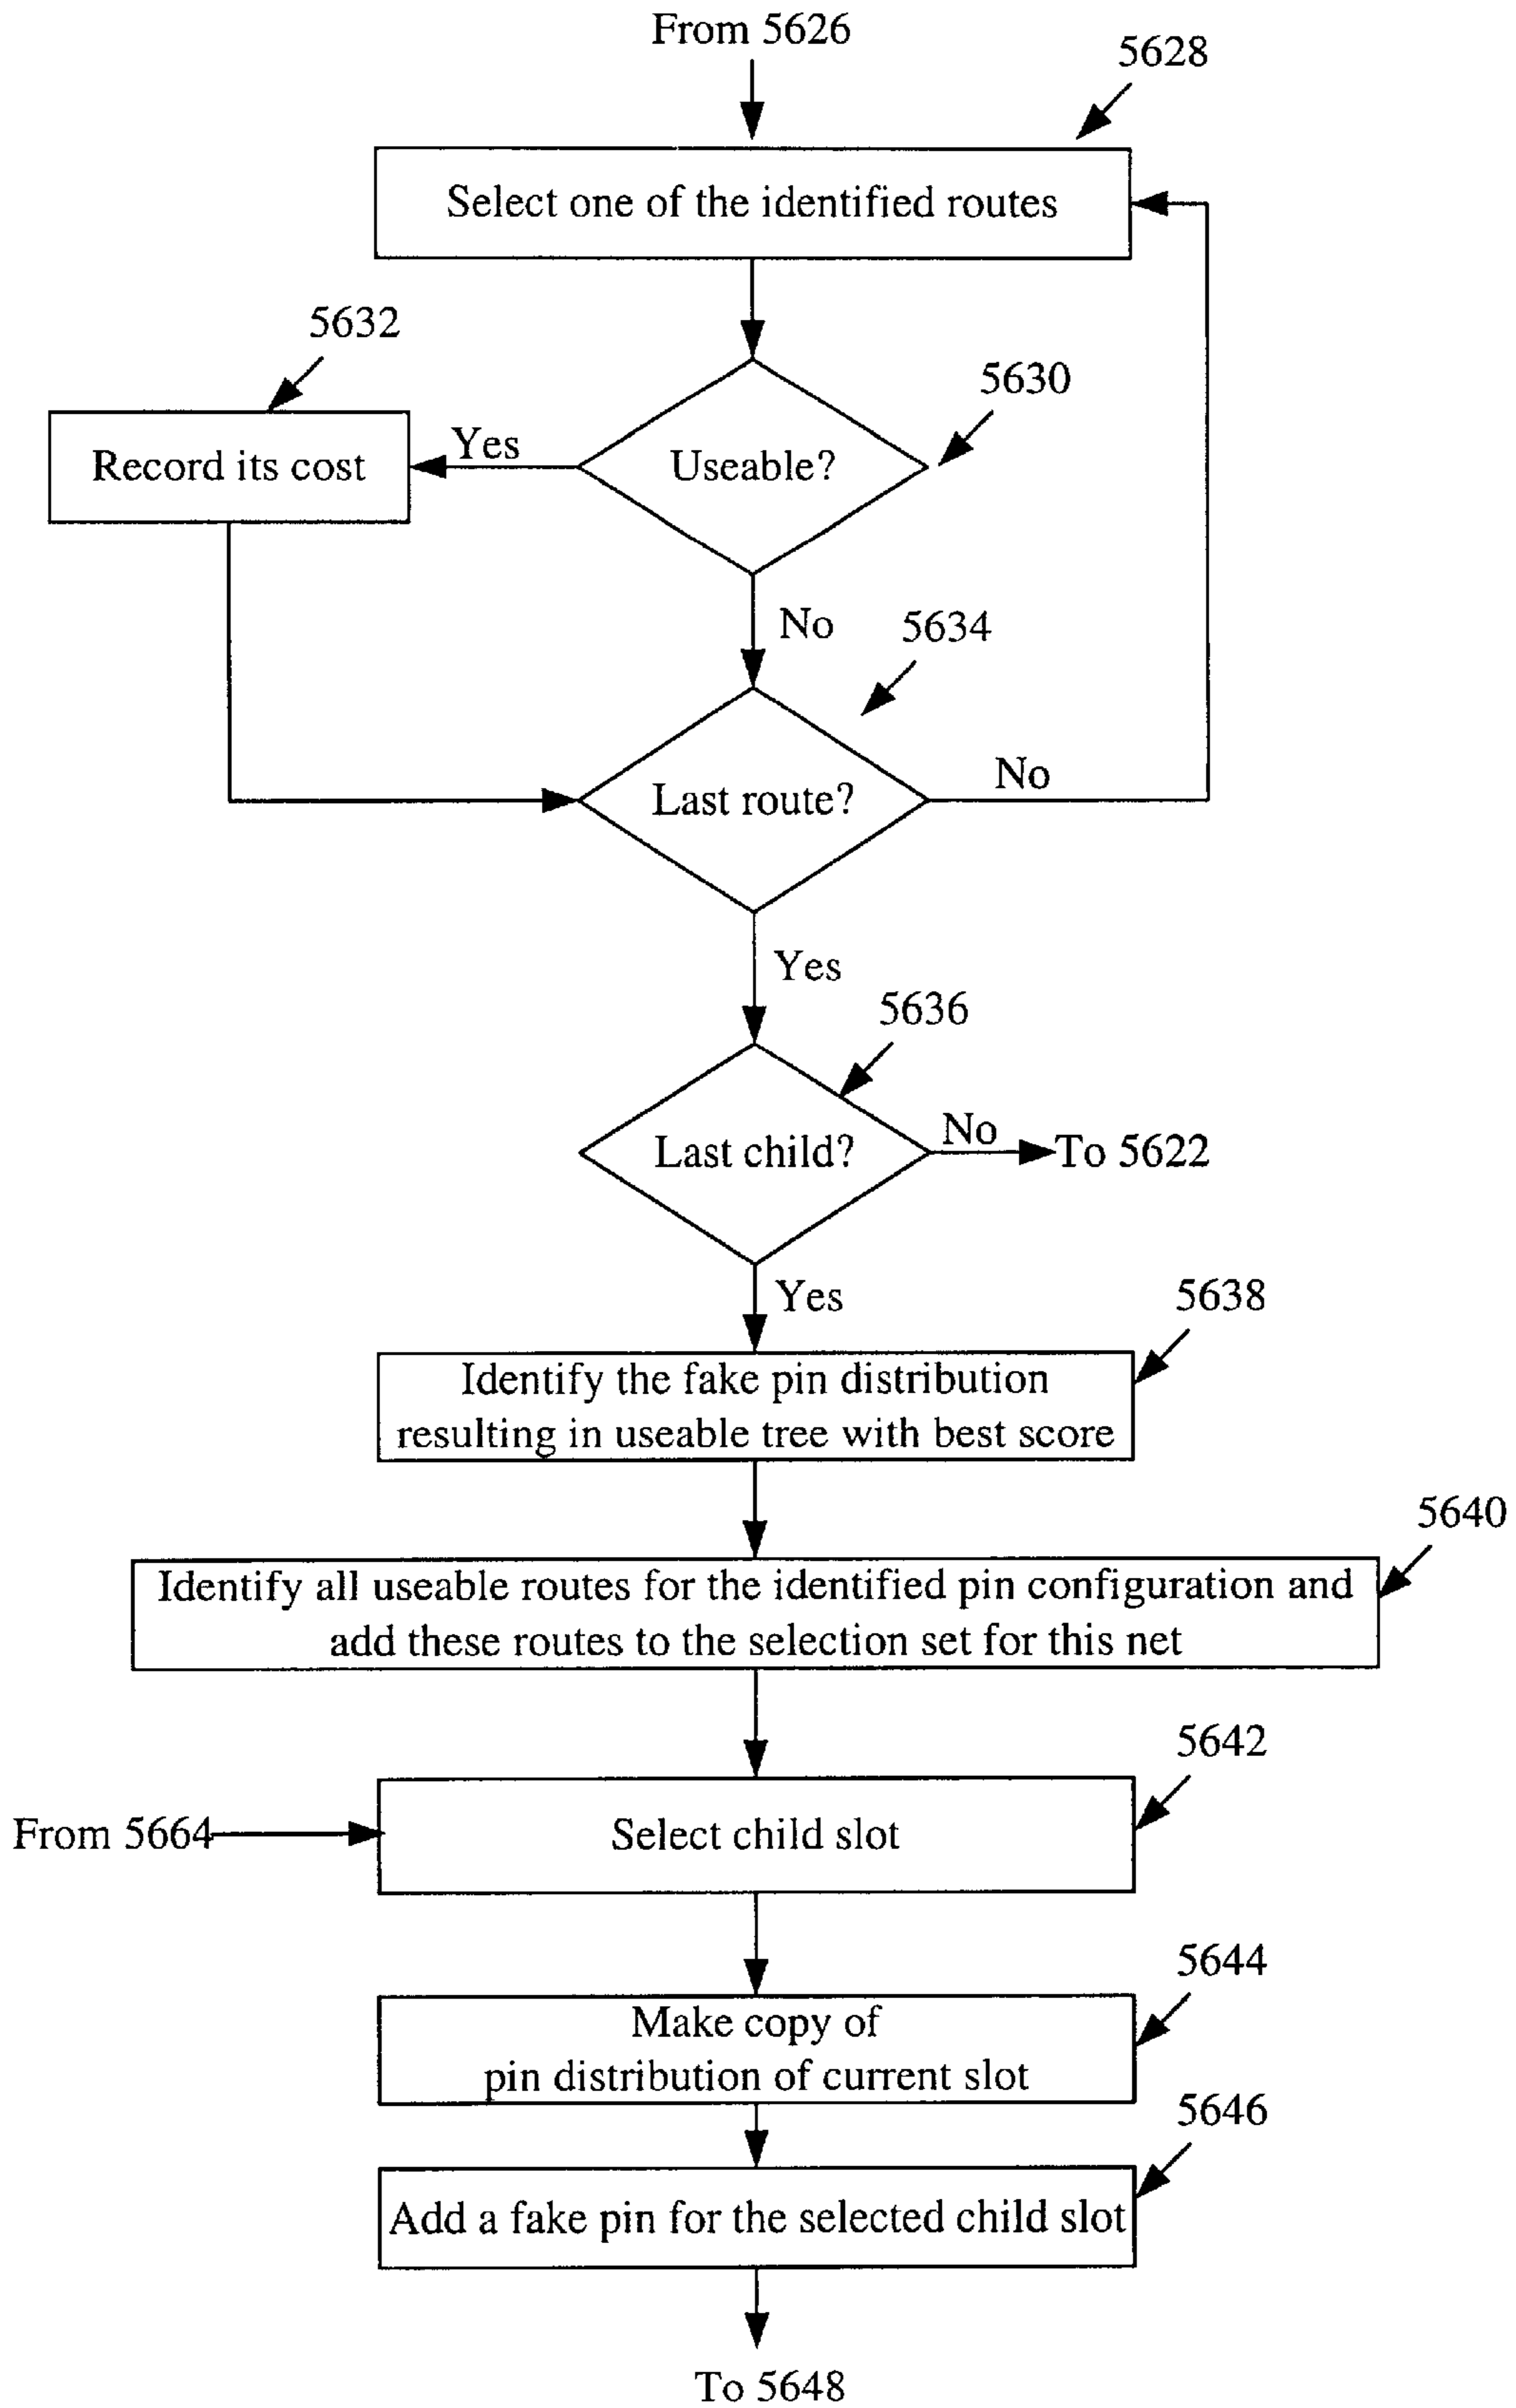 From 5626
5628
Select one of the identified routes
5632
5630
Record its cost
Yes
Useable?
No
5634
Last route?
No
Yes
5636
Last child?
No
To 5622
Yes
5638
Identify the fake pin distribution
resulting in useable tree with best score
5640
Identify all useable routes for the identified pin configuration and
add these routes to the selection set for this net
5642
From 5664
Select child slot
5644
Make copy of
pin distribution of current slot
5646
Add a fake pin for the selected child slot
To 5648